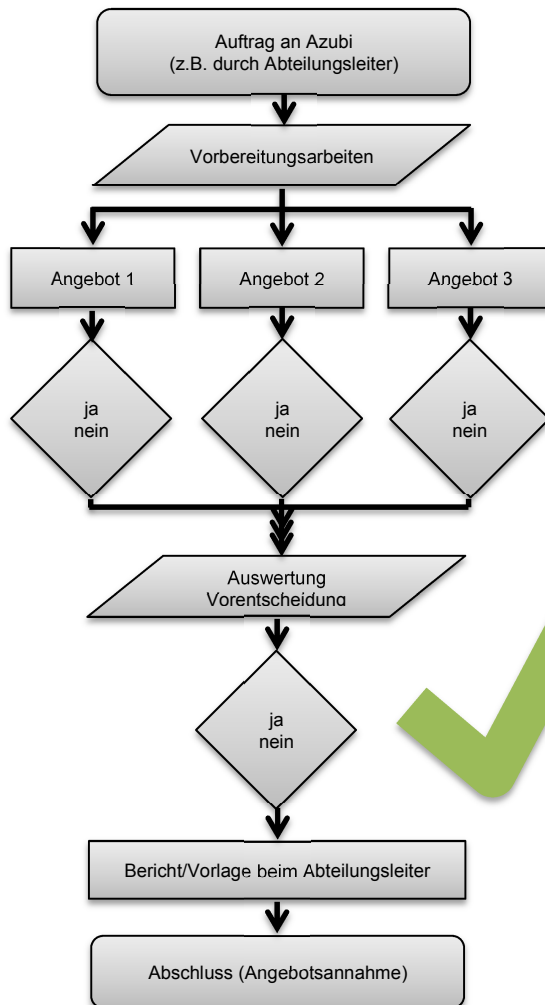 Auftrag an Azubi
(z.B. durch Abteilungsleiter)
Vorbereitungsarbeiten
Angebot 1
Angebot 2
Angebot 3
ja
nein
ja
nein
ja
nein
Auswertung
Vorentscheidung
ja
nein
Bericht/Vorlage beim Abteilungsleiter
Abschluss (Angebotsannahme)